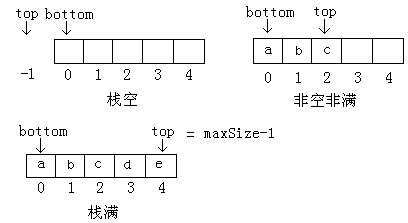 top bottom
-1 0 1 2 3 4
栈空
bottom top
a b c
0 1 2 3 4
非空非满
bottom top = maxSize-1
a b c d e
0 1 2 3 4
栈满